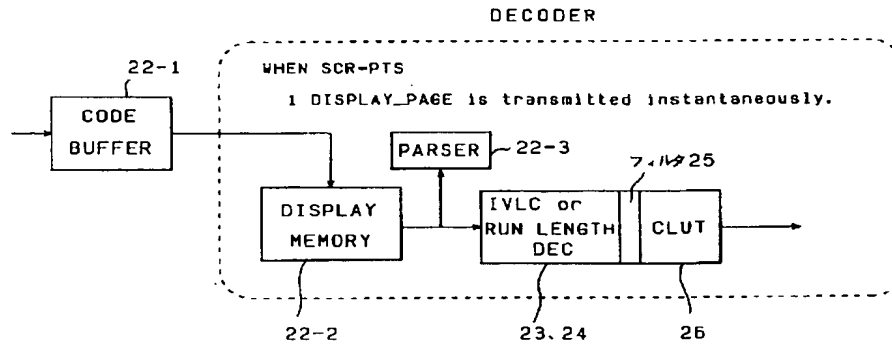 DECODER
22-1
WHEN SCR-PTS
1 DISPLAY_PAGE is transmitted instantaneously.
CODE
BUFFER
PARSER
22-3
フィルタ25
DISPLAY
MEMORY
IVLC or
RUN LENGTH
DEC
CLUT
22-2
23、24
26